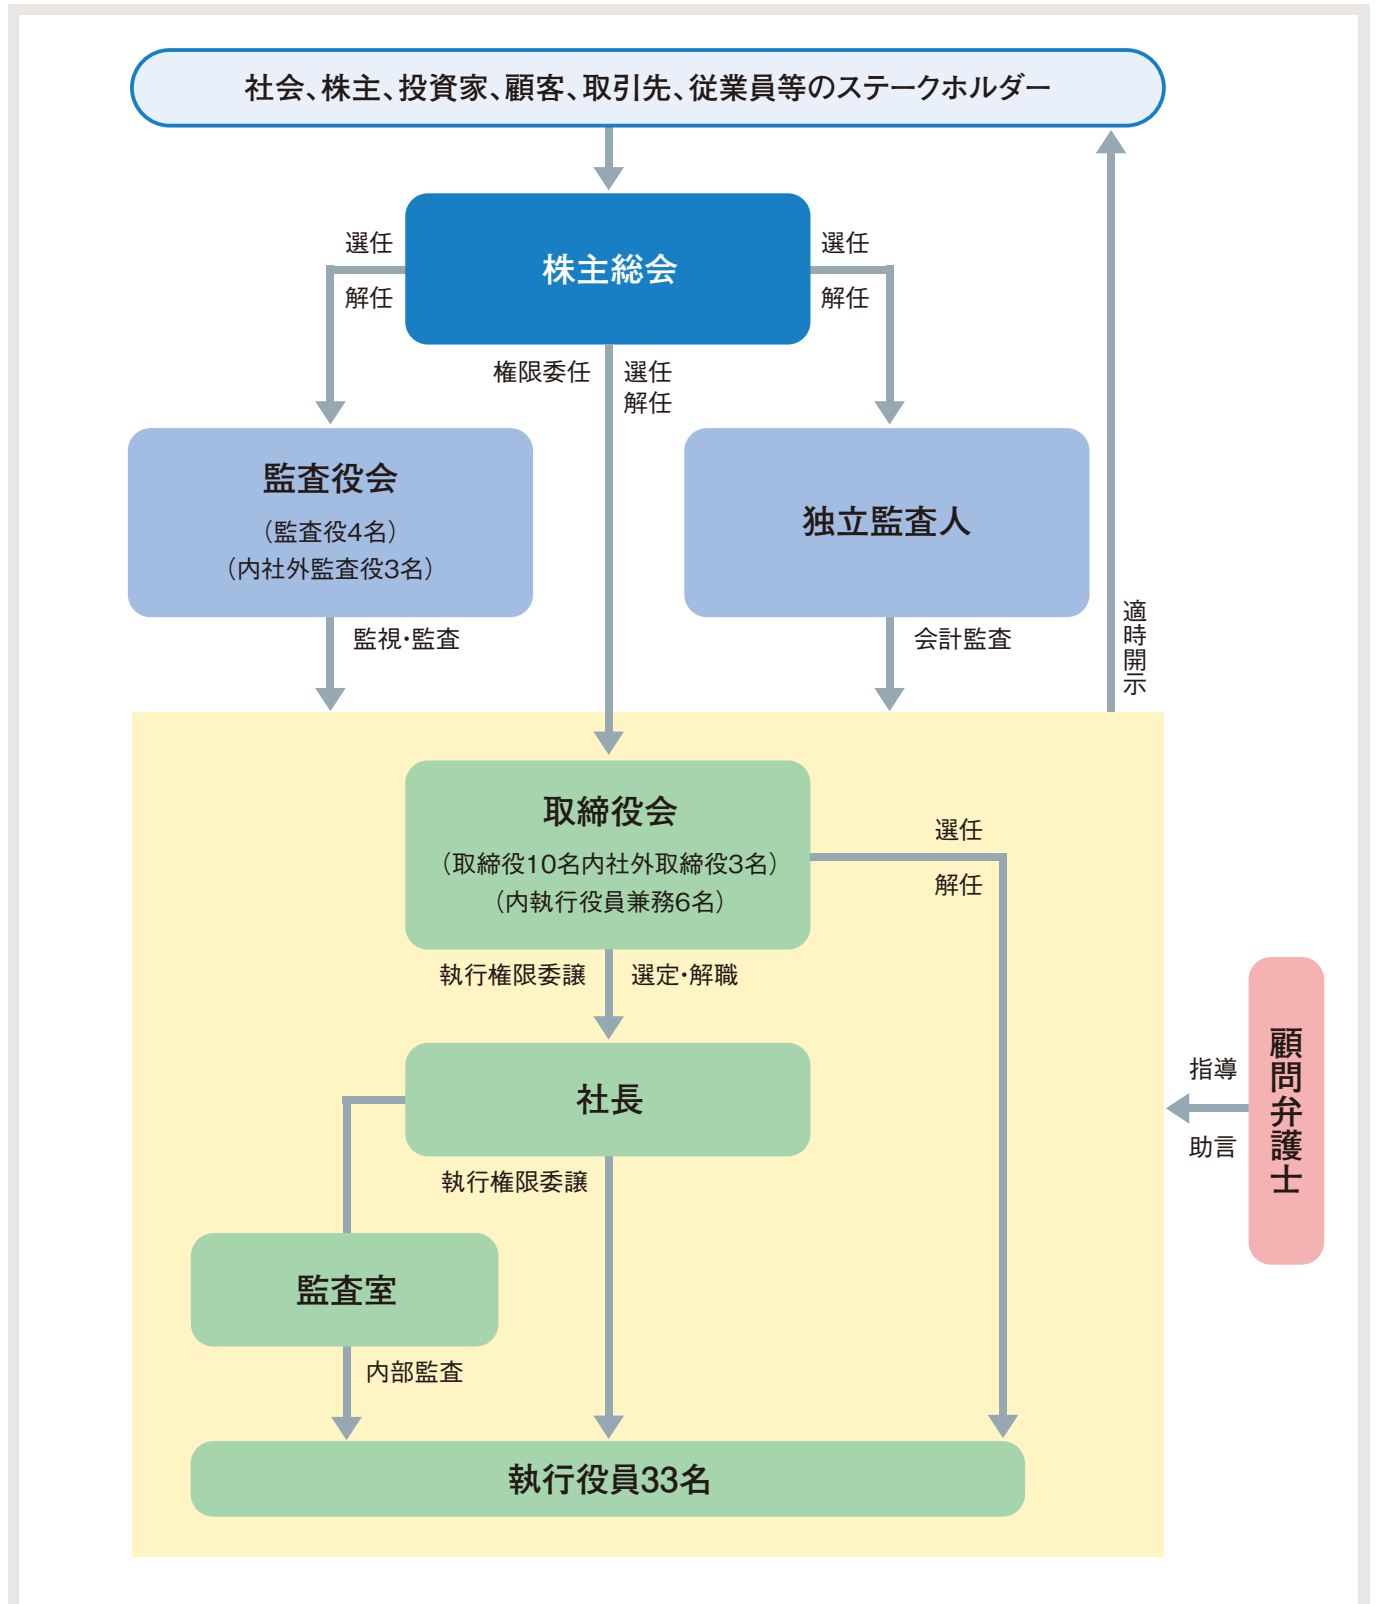 社会、株主、投資家、顧客、取引先、従業員等のステークホルダー
株主総会
選任
解任
選任
解任
権限委任
選任
解任
監査役会
（監査役4名）
（内社外監査役3名）
独立監査人
監視・監査
会計監査
適時開示
取締役会
（取締役10名内社外取締役3名）
（内執行役員兼務6名）
選任
解任
執行権限委譲
選定・解職
社長
執行権限委譲
顧問弁護士
指導
助言
監査室
内部監査
執行役員33名